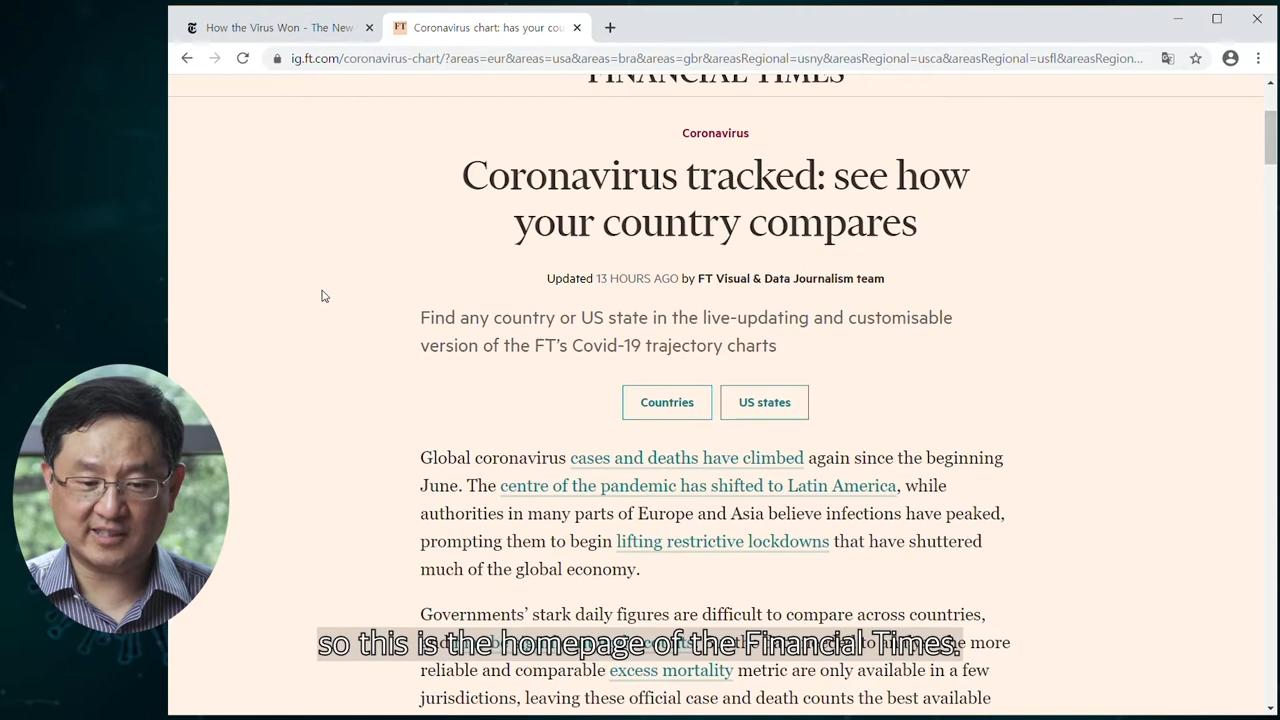 How the Virus Won - The New
FT Coronavirus chart: has your cou
ig.ft.com/coronavirus-chart/?areas=eur&areas=usa&areas=bra&areas=gbr&areasRegional=usny&areasRegional=usca&areasRegional=usfl&areasRegion...
FINANCIAL TIMES
Coronavirus
Coronavirus tracked: see how
your country compares
Updated 13 HOURS AGO by FT Visual & Data Journalism team
Find any country or US state in the live-updating and customisable
version of the FT's Covid-19 trajectory charts
Countries
US states
Global coronavirus cases and deaths have climbed again since the beginning
June. The centre of the pandemic has shifted to Latin America, while
authorities in many parts of Europe and Asia believe infections have peaked,
prompting them to begin lifting restrictive lockdowns that have shuttered
much of the global economy.
Governments' stark daily figures are difficult to compare across countries,
so this is the homepage of the Financial Times.
more
reliable and comparable excess mortality metric are only available in a few
jurisdictions, leaving these official case and death counts the best available